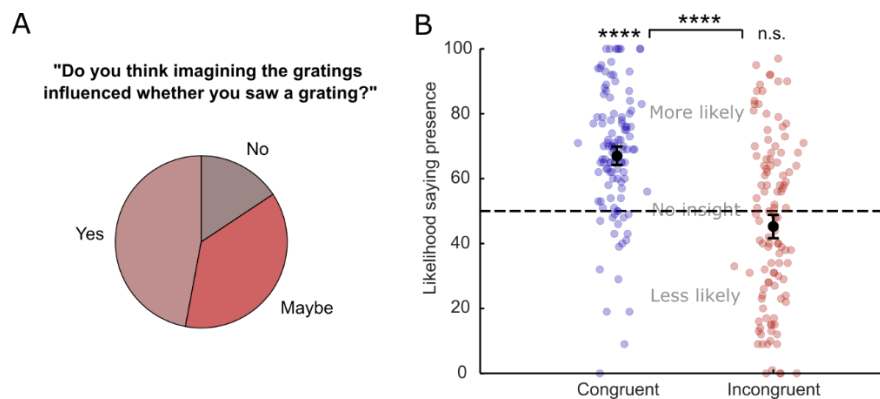 A
"Do you think imagining the gratings
influenced whether you saw a grating?"
No
Yes
Maybe
B
****
****
n.s.
Likelihood saying presence
100
80
60
40
20
0
More likely
No insight
Less likely
Congruent
Incongruent